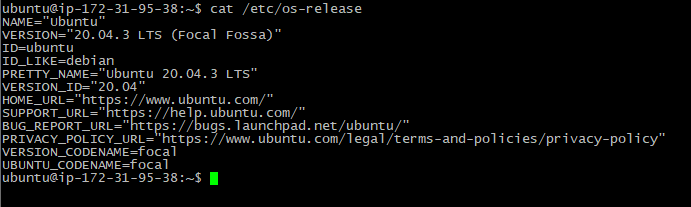 ubuntu@ip-172-31-95-38:~$ cat /etc/os-release
NAME="Ubuntu"
VERSION="20.04.3 LTS (Focal Fossa)"
ID=ubuntu
ID_LIKE=debian
PRETTY_NAME="Ubuntu 20.04.3 LTS"
VERSION_ID="20.04"
HOME_URL="https://www.ubuntu.com/"
SUPPORT_URL="https://help.ubuntu.com/"
BUG_REPORT_URL="https://bugs.launchpad.net/ubuntu/"
PRIVACY_POLICY_URL="https://www.ubuntu.com/legal/terms-and-policies/privacy-policy"
VERSION_CODENAME=focal
UBUNTU_CODENAME=focal
ubuntu@ip-172-31-95-38:~$